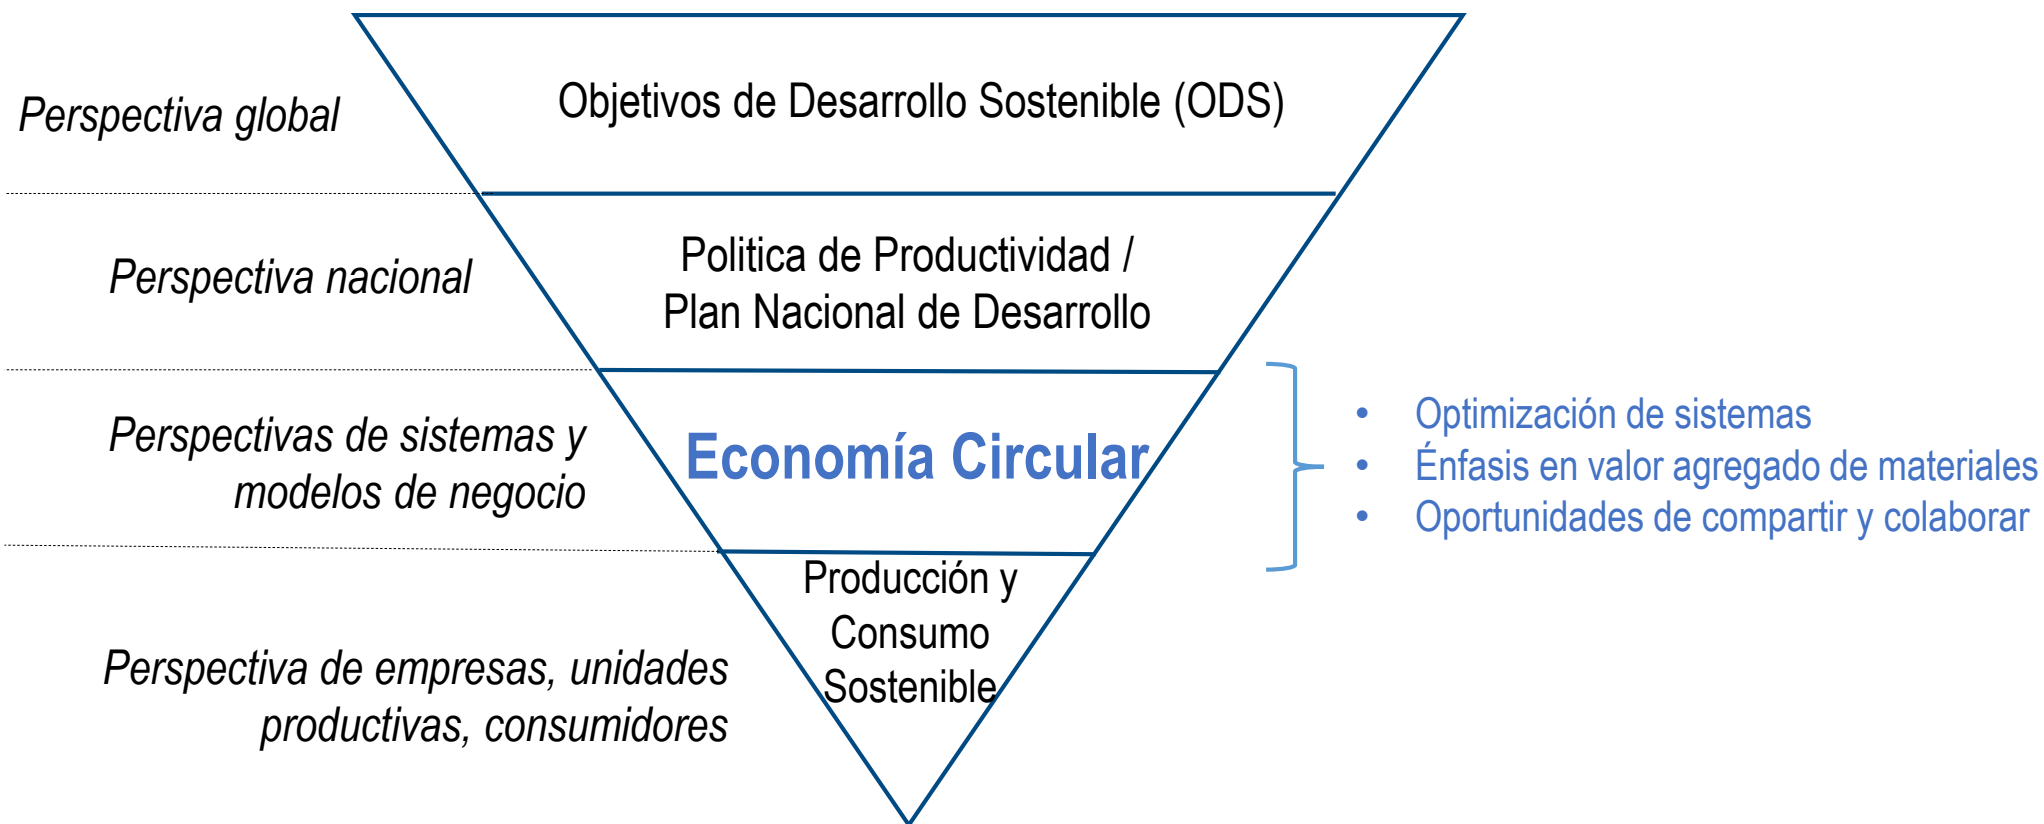 Perspectiva global
Objetivos de Desarrollo Sostenible (ODS)
Perspectiva nacional
Politica de Productividad /
Plan Nacional de Desarrollo
Perspectivas de sistemas y
modelos de negocio
Economía Circular
• Optimización de sistemas
• Énfasis en valor agregado de materiales
• Oportunidades de compartir y colaborar
Perspectiva de empresas, unidades
productivas, consumidores
Producción y
Consumo
Sostenible